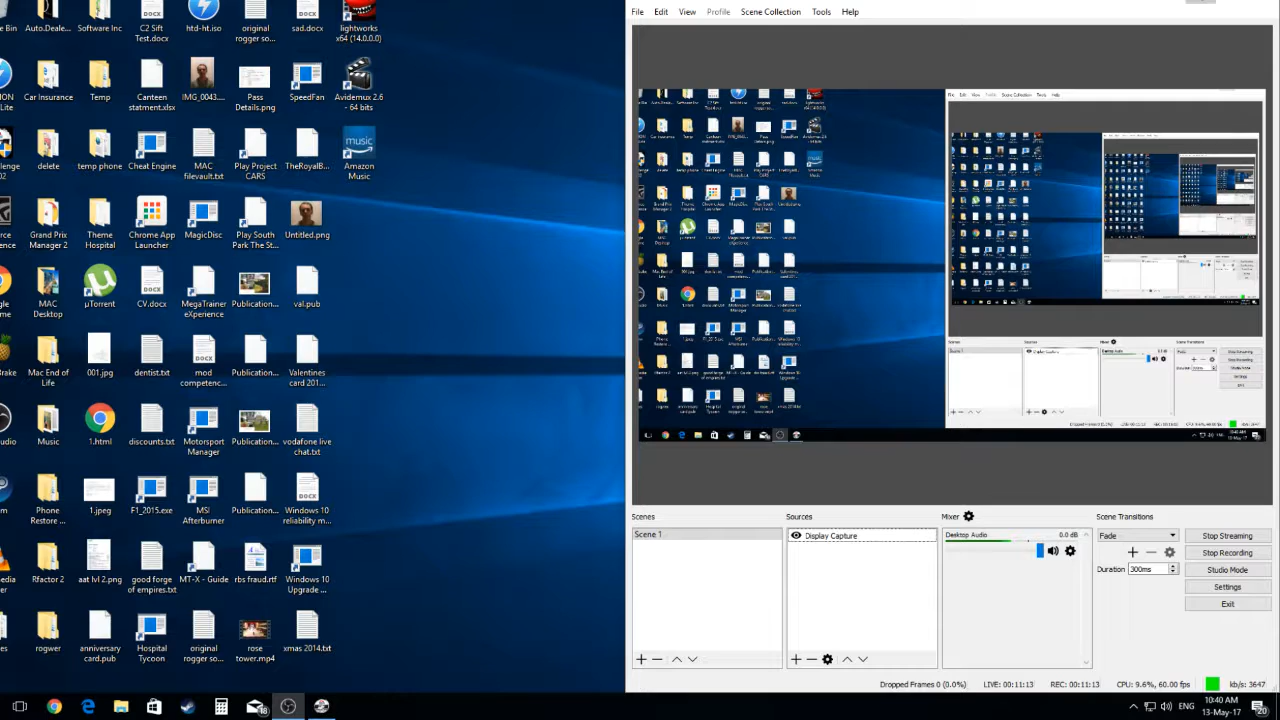 File Edit View Profile Scene Collection Tools Help
e Bin
Auto.Deale...
Software Inc
C2 Sift
Test.docx
htd-ht.iso
original
rogger so...
sad.docx
lightworks
x64 (14.0.0.0)
Lite
Car Insurance
Temp
Canteen
statment.xlsx
IMG_0043....
Pass
Details.png
SpeedFan
Avidemux 2.6
- 64 bits
delete
temp phone
Cheat Engine
MAC
filevault.txt
Play Project
CARS
TheRoyalB...
Amazon
Music
Grand Prix
Manager 2
Theme
Hospital
Chrome App
Launcher
MagicDisc
Play South
Park The St...
Untitled.png
MAC
Desktop
µTorrent
CV.docx
MegaTrainer
eXperience
Publication...
val.pub
Mac End of
Life
001.jpg
dentist.txt
mod
competenc...
Publication...
Valentines
card 201...
Music
1.html
discounts.txt
Motorsport
Manager
Publication...
vodafone live
chat.txt
Phone
Restore ...
1.jpeg
F1_2015.exe
MSI
Afterburner
Publication...
Windows 10
reliability m...
Rfactor 2
aat lvl 2.png
good forge
of empires.txt
MT-X - Guide
rbs fraud.rtf
Windows 10
Upgrade ...
rogwer
anniversary
card.pub
Hospital
Tycoon
original
rogger so...
rose
tower.mp4
xmas 2014.txt
Scenes
Sources
Mixer
Scene Transitions
Scene 1
Display Capture
Desktop Audio
0.0 dB
Fade
Duration 300ms
Stop Streaming
Stop Recording
Studio Mode
Settings
Exit
Dropped Frames 0 (0.0%) LIVE: 00:11:13 REC: 00:11:13 CPU: 9.6%, 60.00 fps kb/s: 3647
18
ENG
10:40 AM
13-May-17
20